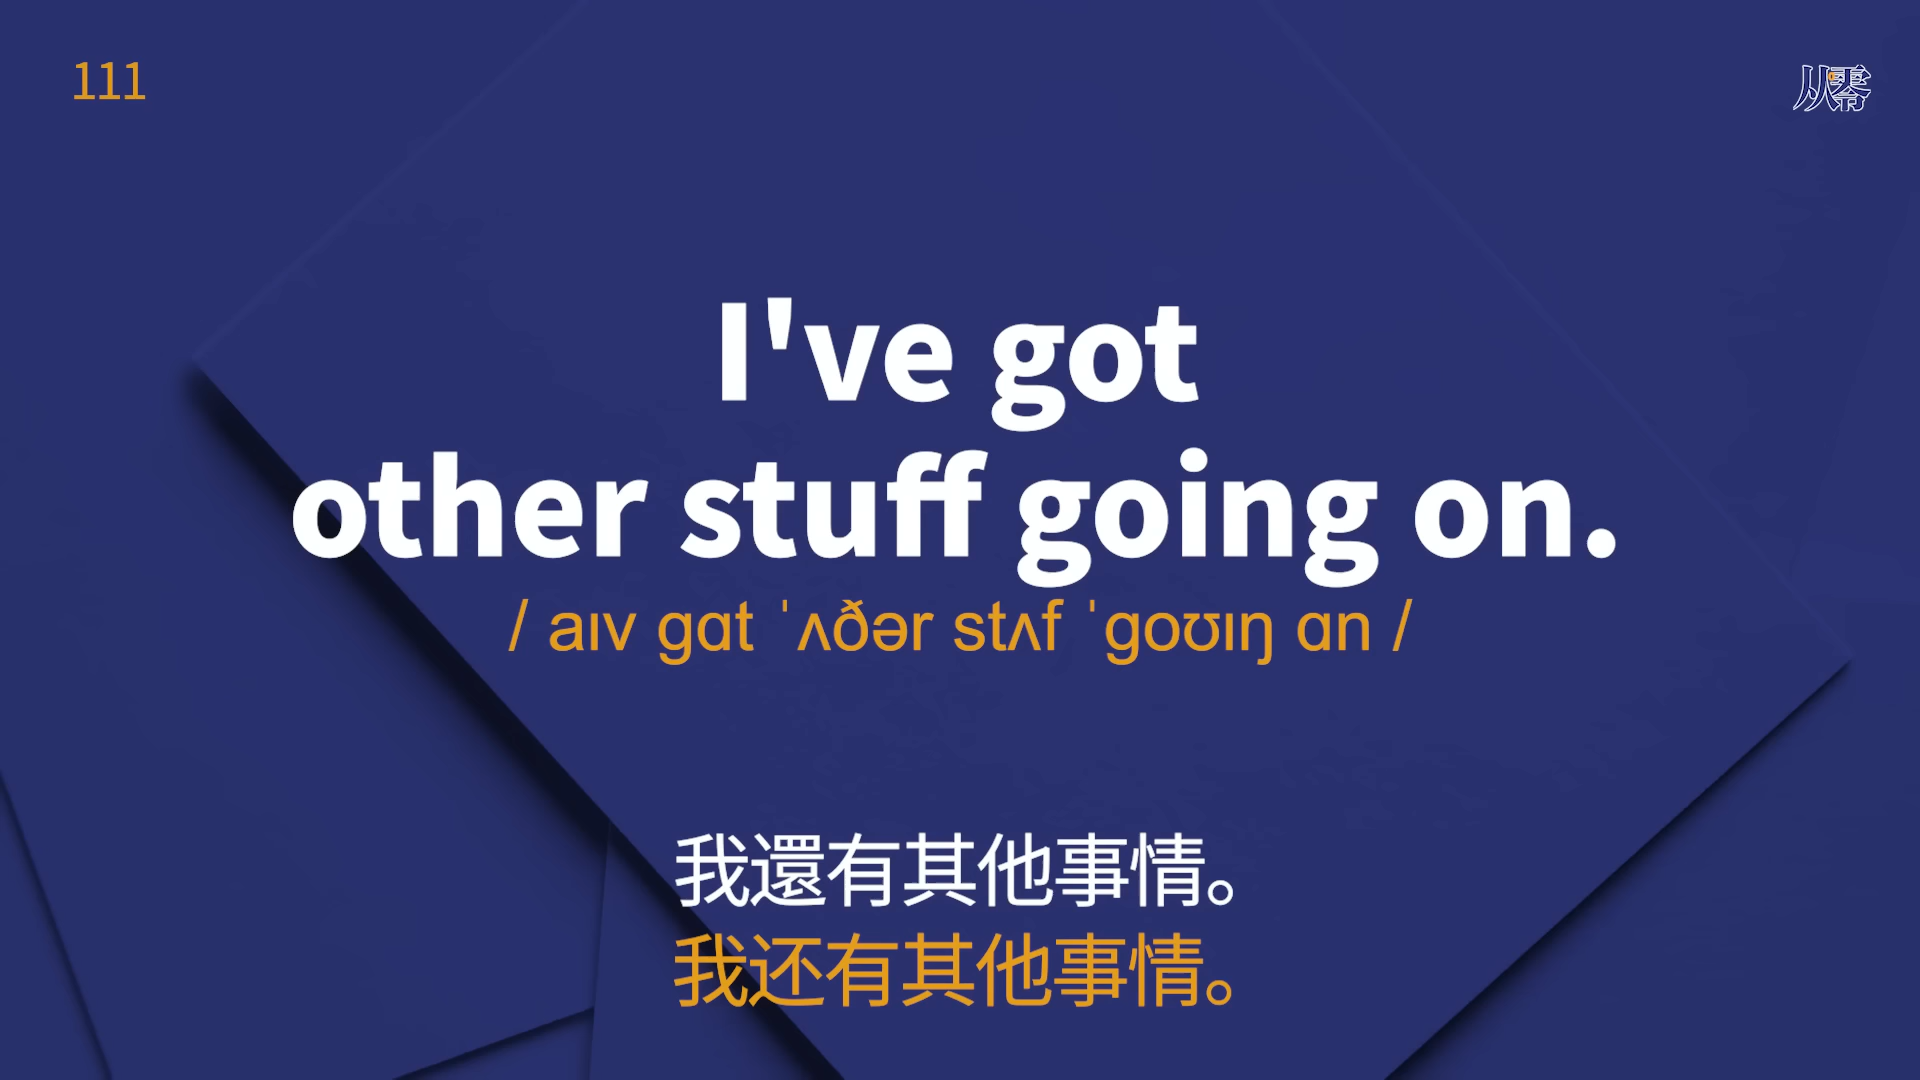 111
从零
I've got
other stuff going on.
/ aɪv gɑt ˈʌðər stʌf ˈgoʊɪŋ ɑn /
我還有其他事情。
我还有其他事情。